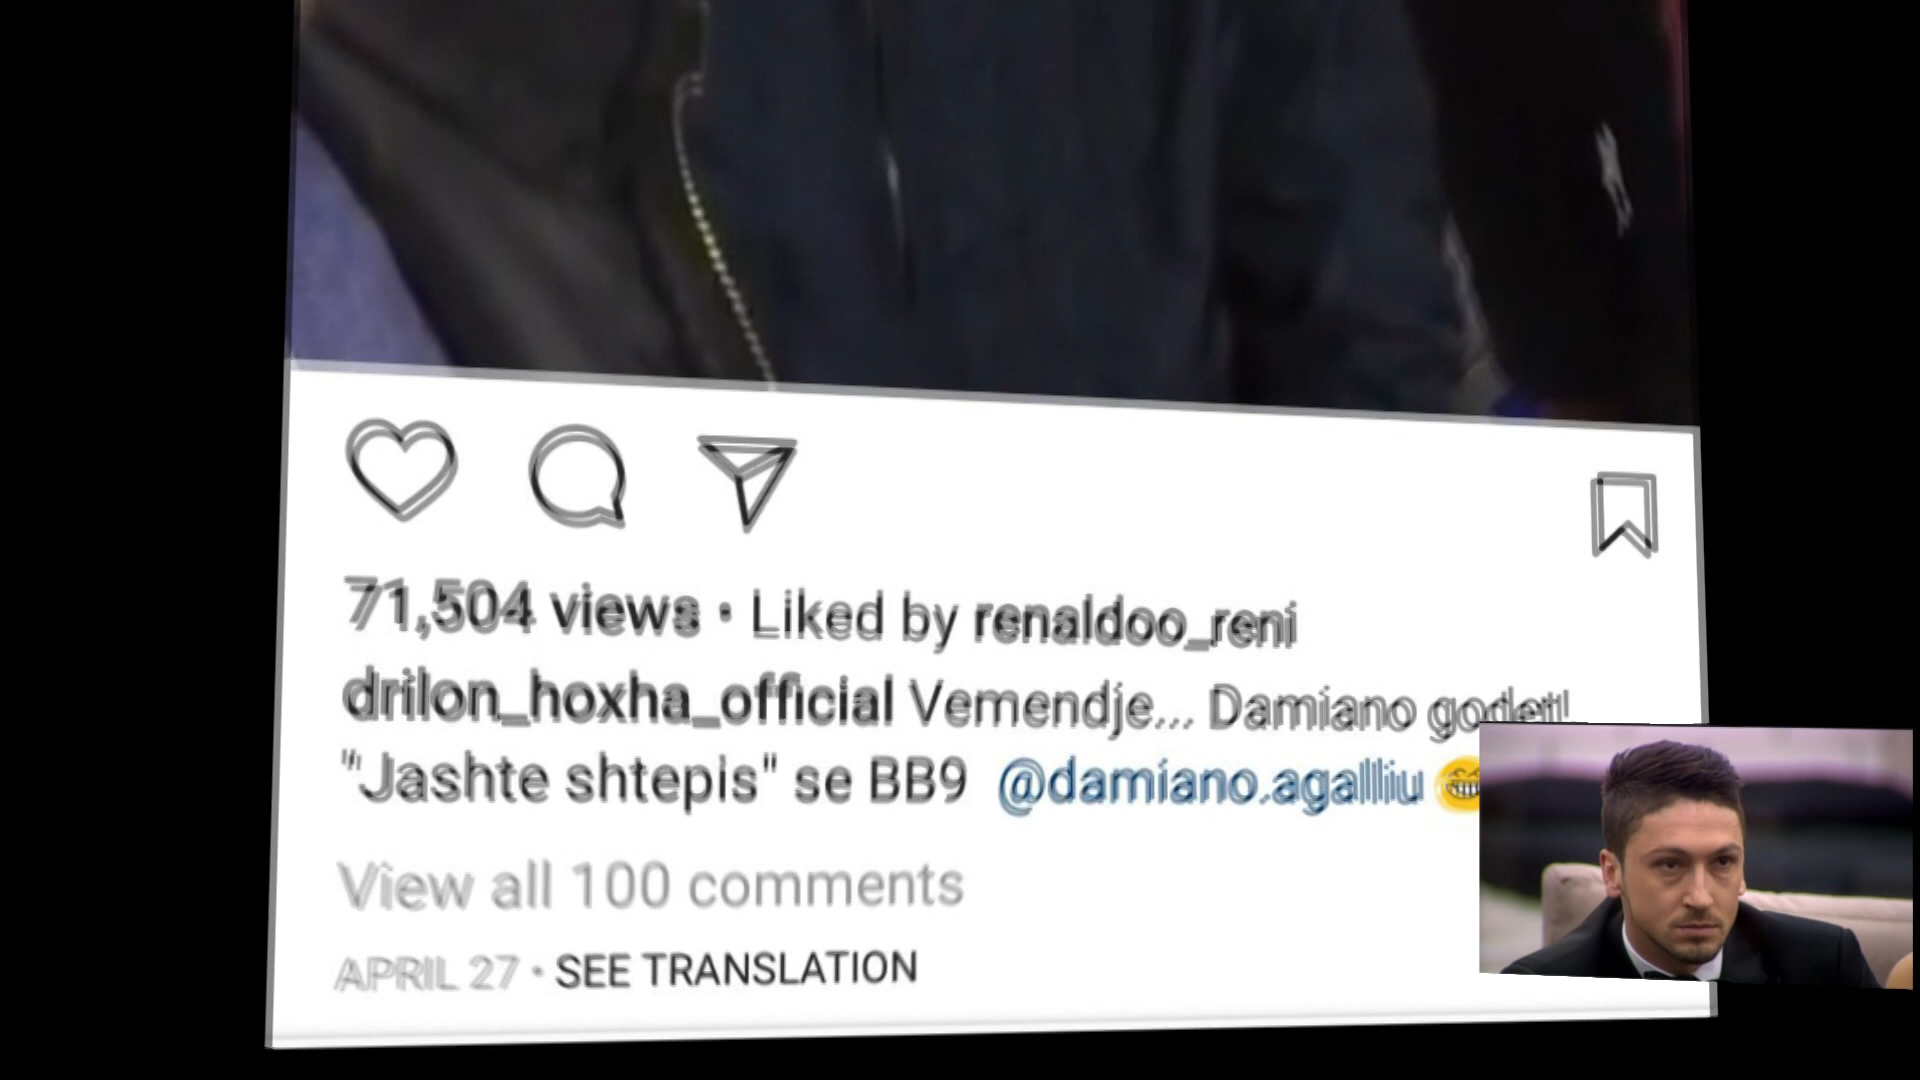 71,504 views • Liked by renaldoo_reni
drilon_hoxha_official Vemendje... Damiano godet!
"Jashte shtepis" se BB9 @damiano.agallliu 😁
View all 100 comments
APRIL 27 • SEE TRANSLATION